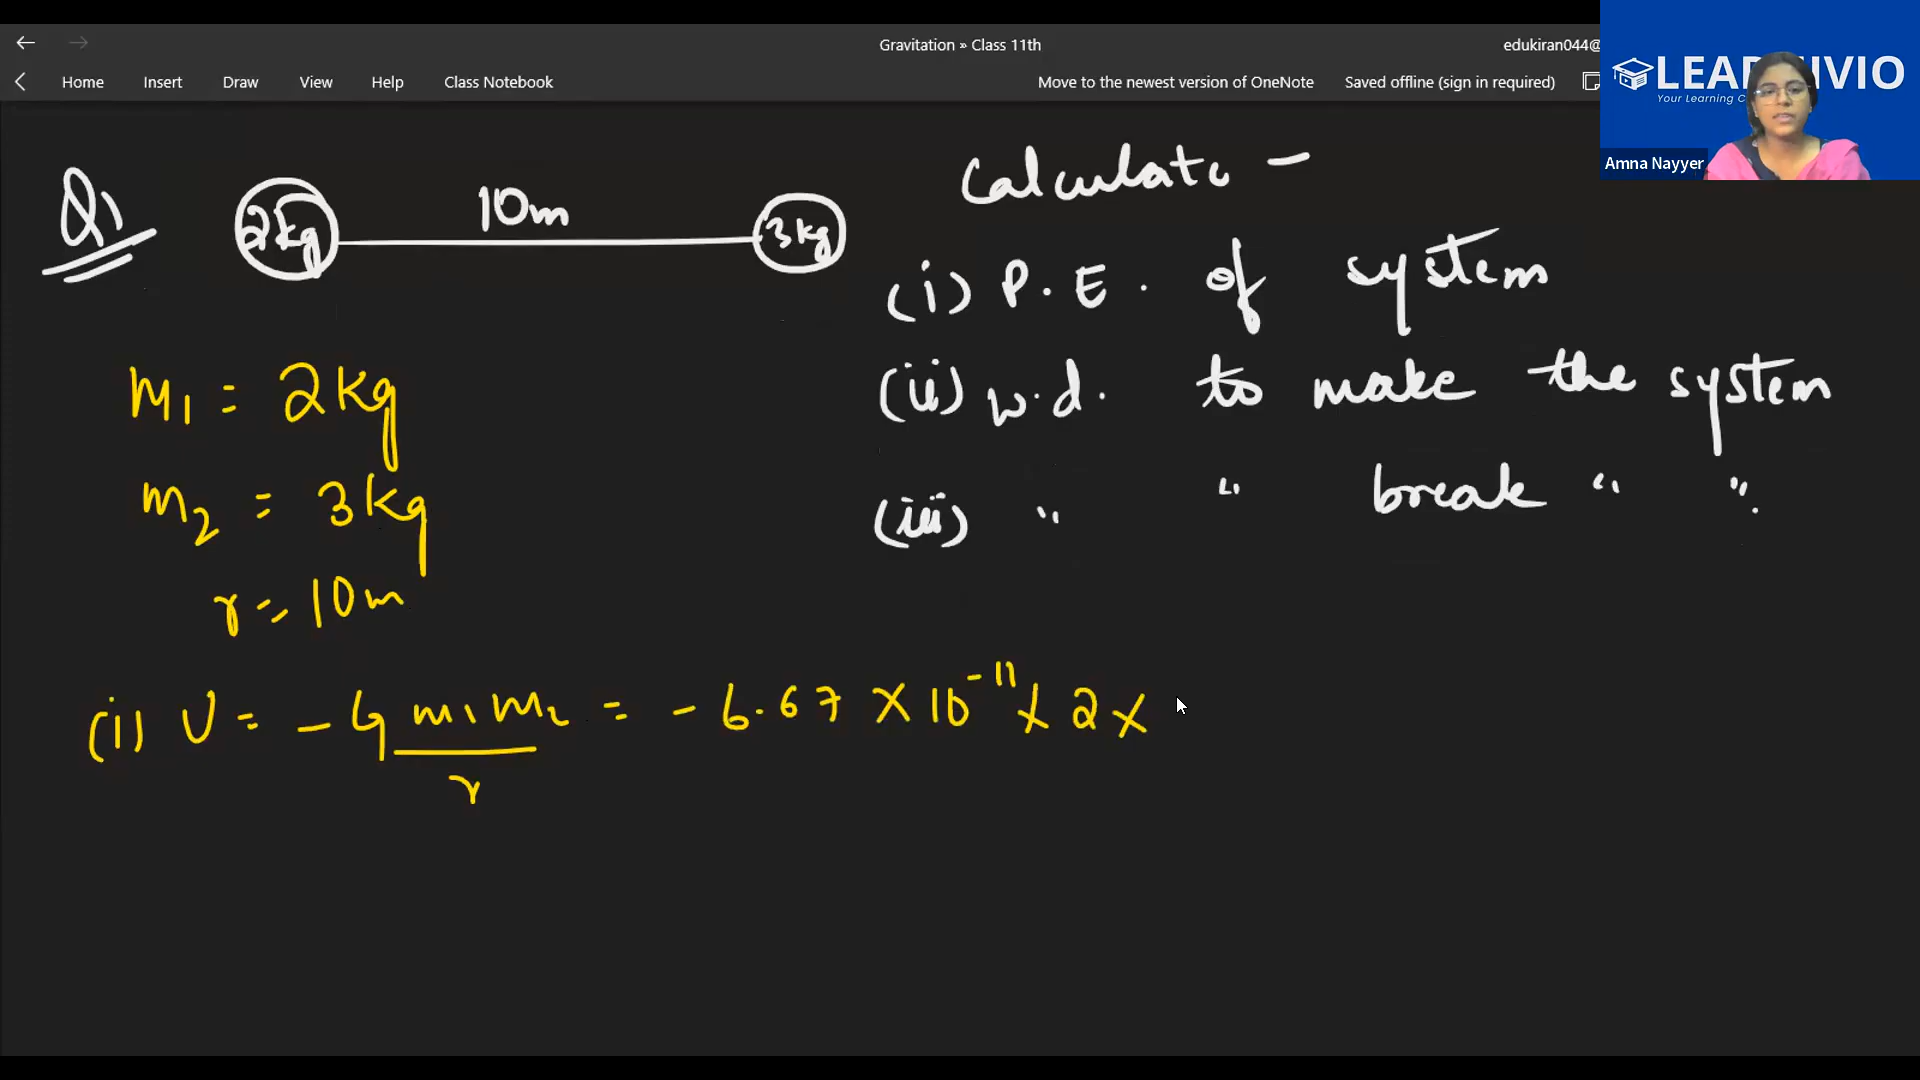 Gravitation » Class 11th
edukiran044@
Home Insert Draw View Help Class Notebook
Move to the newest version of OneNote Saved offline (sign in required)
Your Learning C
Amna Nayyer
Q1
2kg 10m 3kg
Calculate -
(i) P.E. of system
(ii) w.d. to make the system
(iii) " " break " ".
m₁ = 2kg
m₂ = 3kg
r = 10m
(i) U = - G m₁m₂ / r = - 6.67 × 10⁻¹¹ × 2 ×